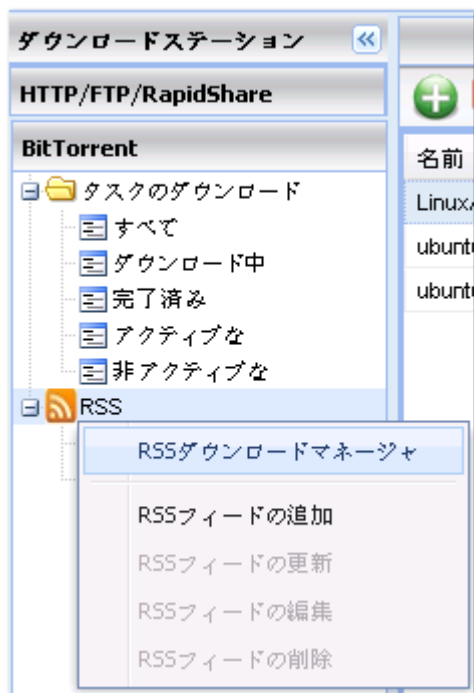 ダウンロードステーション
HTTP/FTP/RapidShare
BitTorrent
タスクのダウンロード
すべて
ダウンロード中
完了済み
アクティブな
非アクティブな
RSS
RSSダウンロードマネージャ
RSSフィードの追加
RSSフィードの更新
RSSフィードの編集
RSSフィードの削除
名前
Linux
ubunt
ubunt